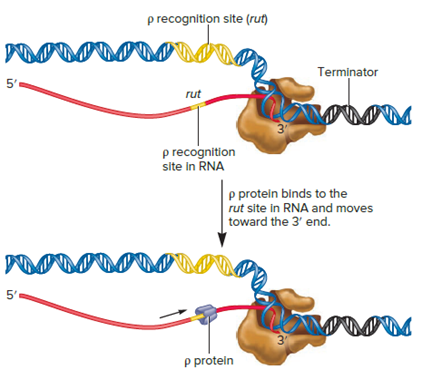 ρ recognition site (rut)
Terminator
5′
rut
3′
ρ recognition
site in RNA
ρ protein binds to the
rut site in RNA and moves
toward the 3′ end.
5′
3′
ρ protein